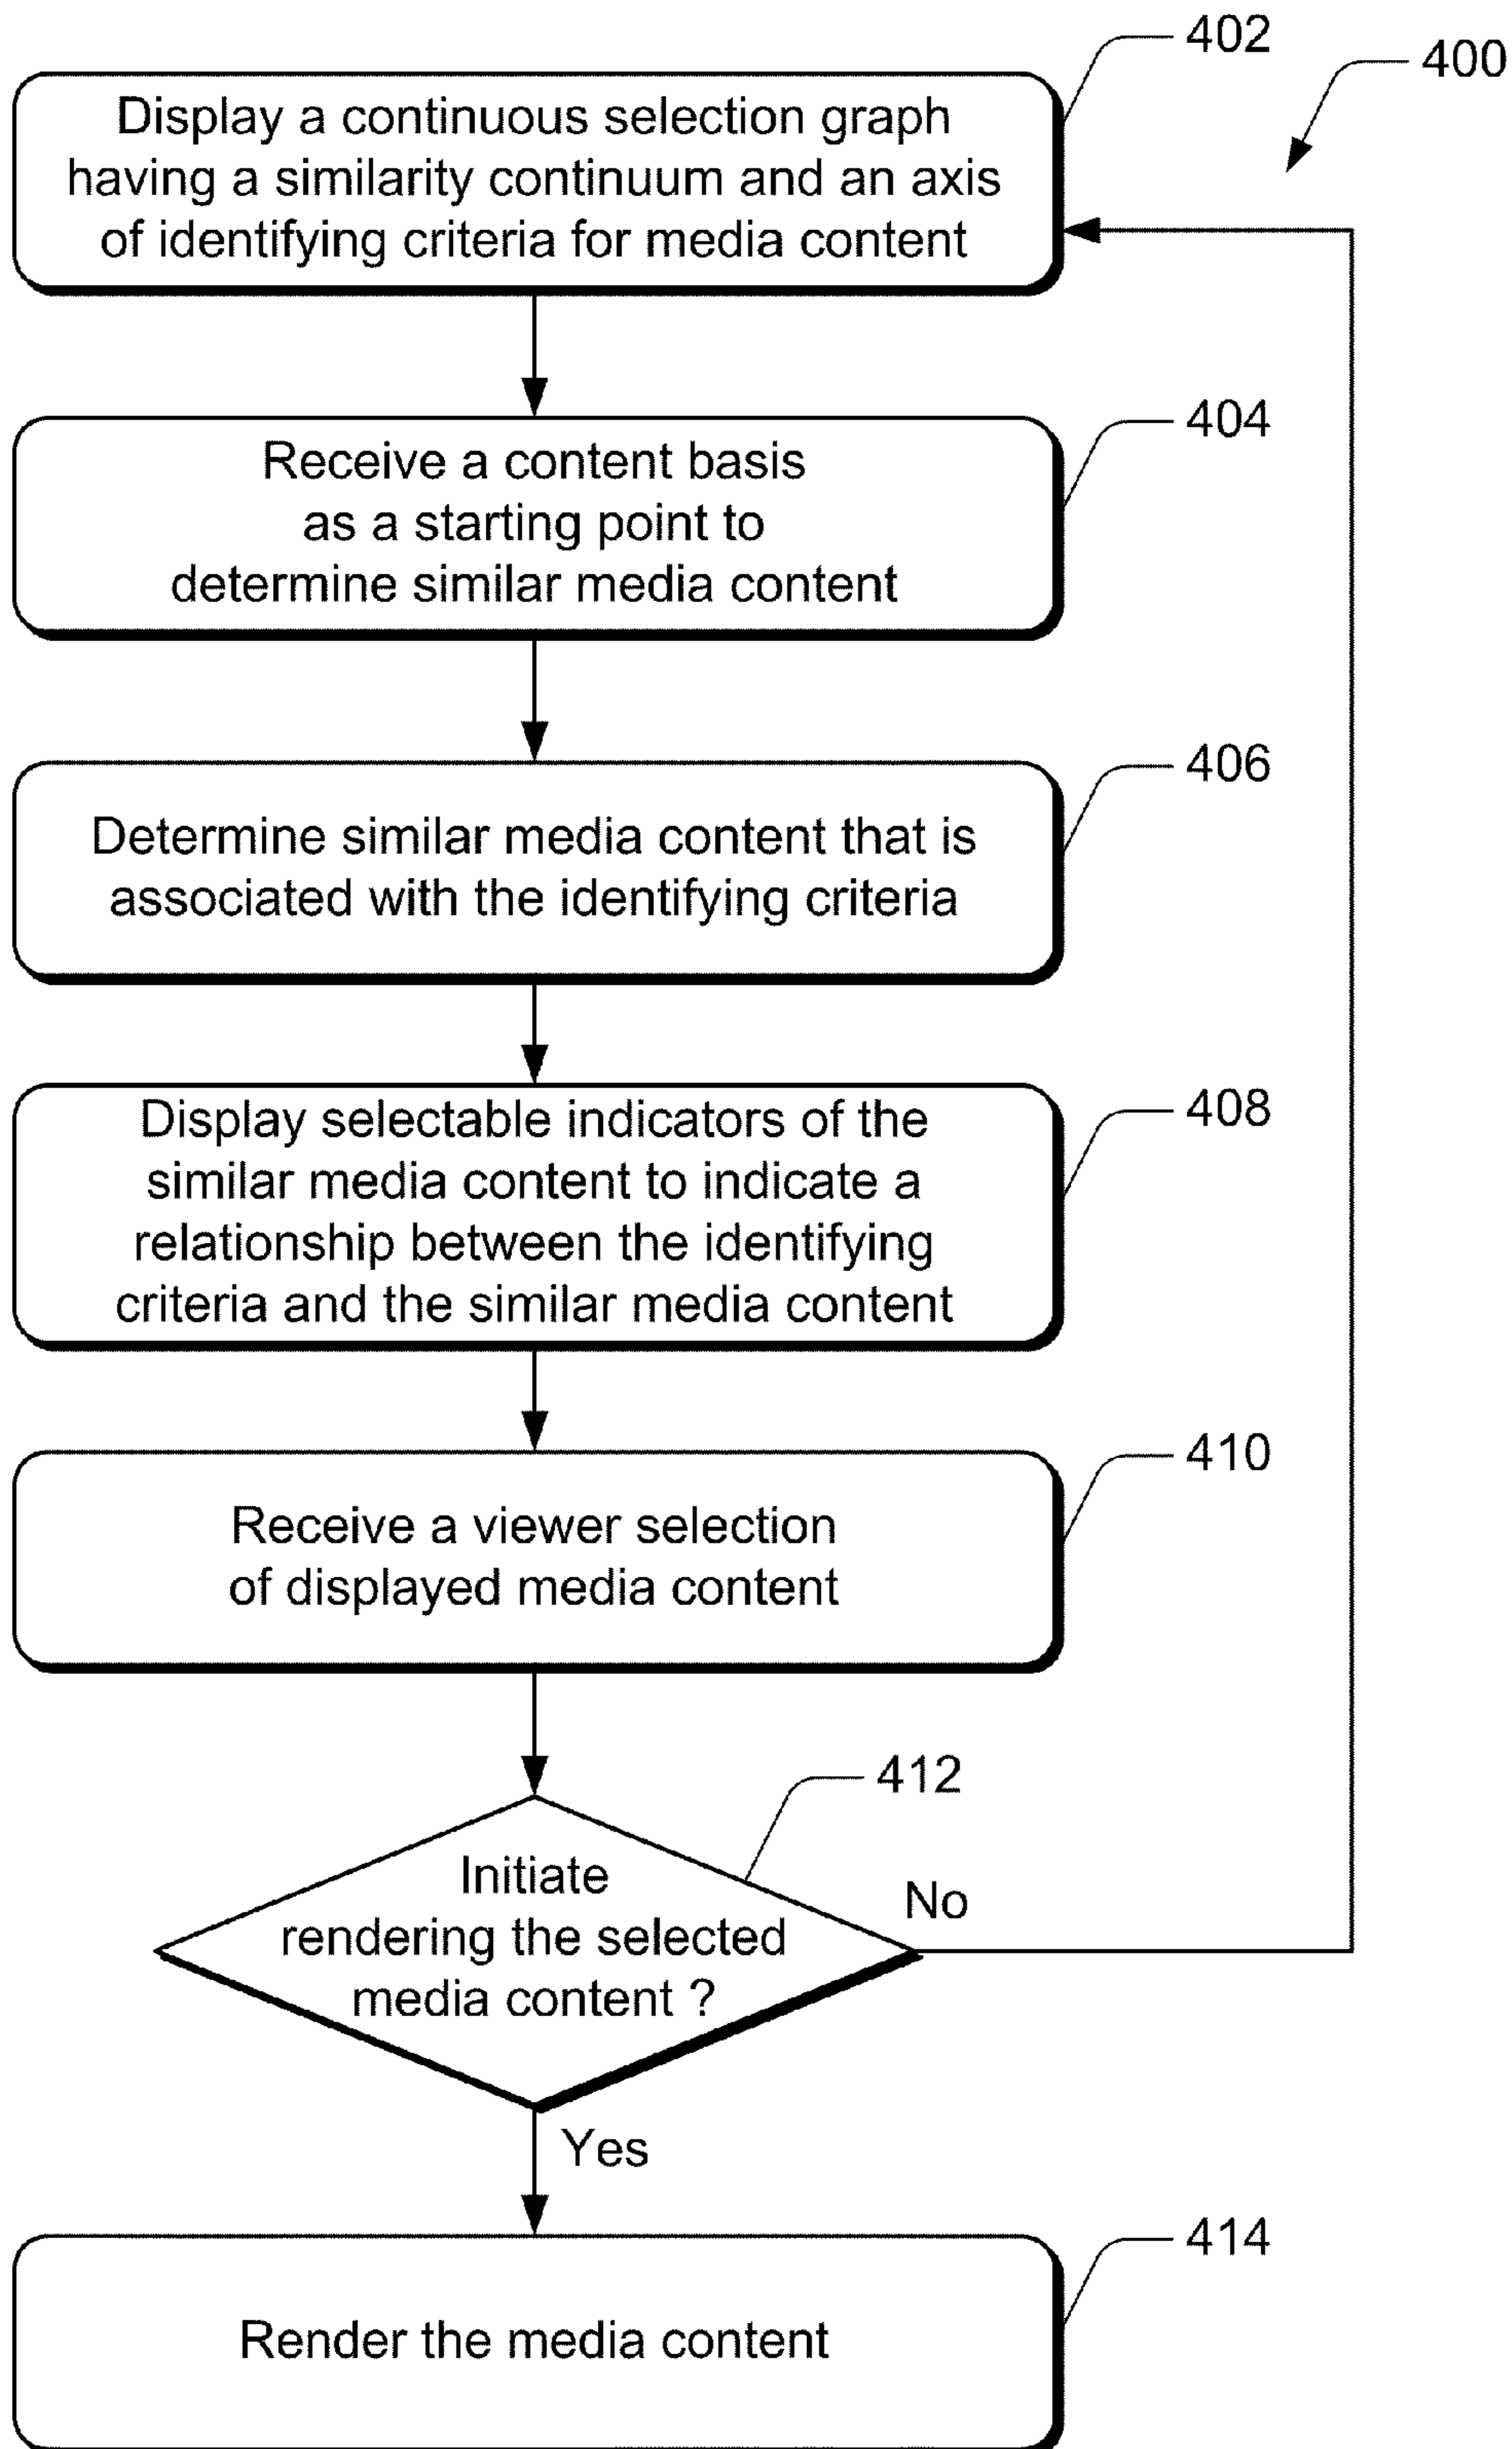 402
400
Display a continuous selection graph
having a similarity continuum and an axis
of identifying criteria for media content
404
Receive a content basis
as a starting point to
determine similar media content
406
Determine similar media content that is
associated with the identifying criteria
408
Display selectable indicators of the
similar media content to indicate a
relationship between the identifying
criteria and the similar media content
410
Receive a viewer selection
of displayed media content
412
Initiate
rendering the selected
media content ?
No
Yes
414
Render the media content